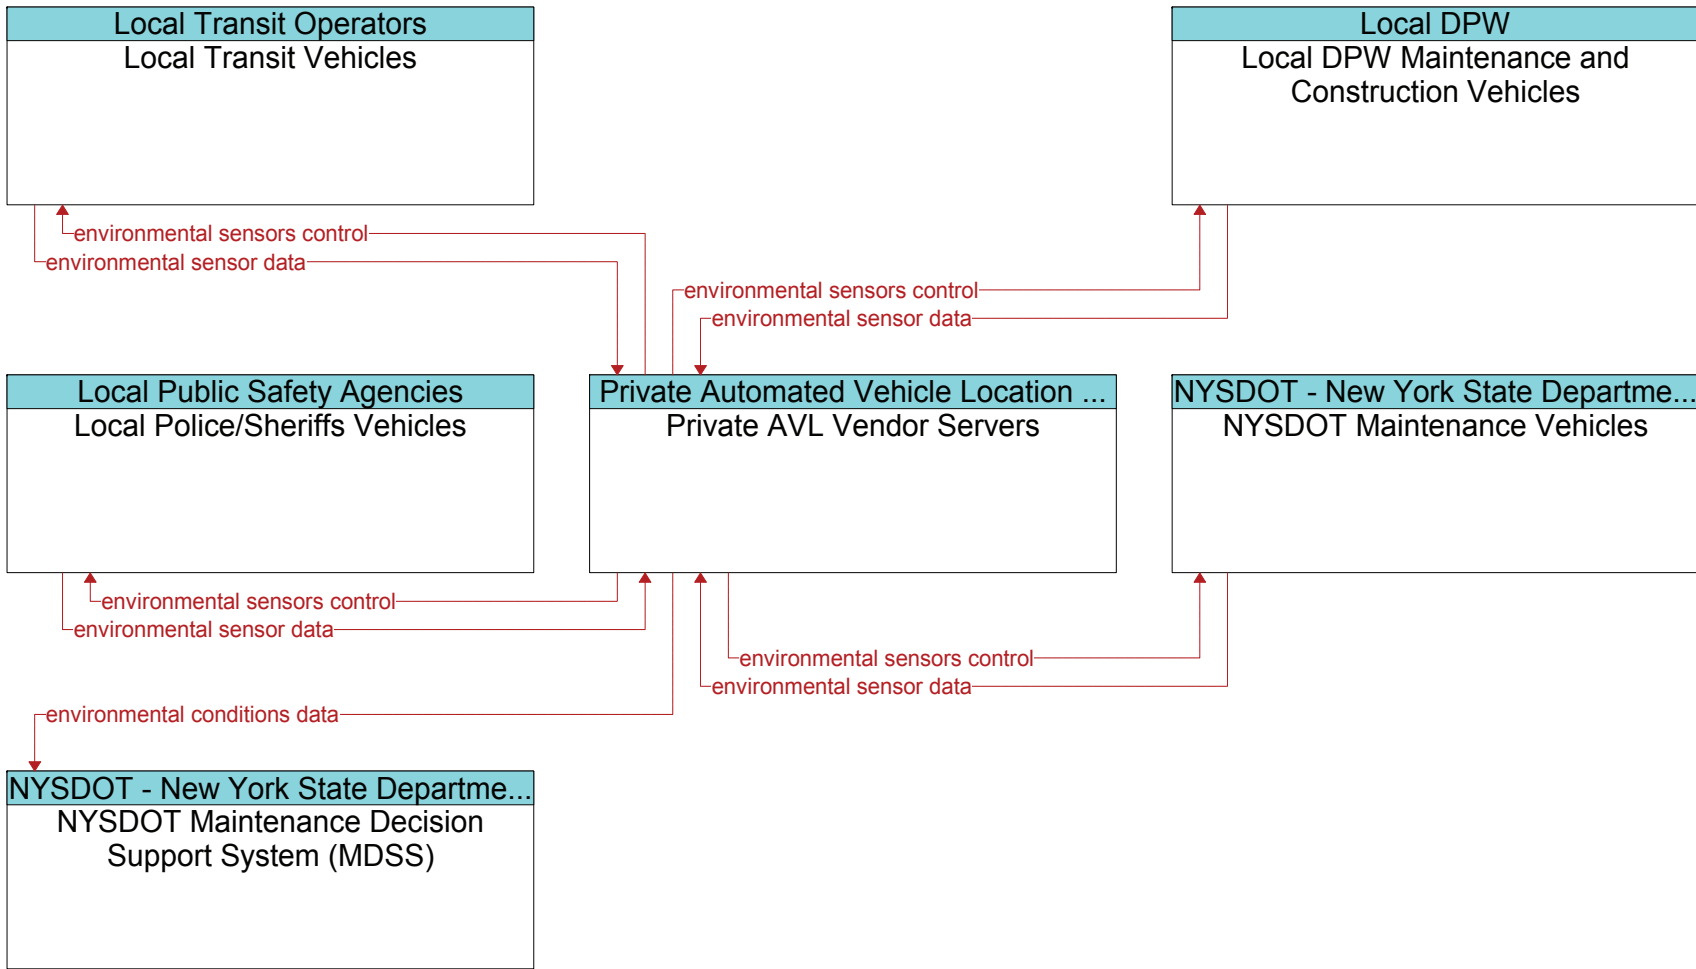 Local Transit Operators
Local Transit Vehicles
Local DPW
Local DPW Maintenance and
Construction Vehicles
environmental sensors control
environmental sensor data
environmental sensors control
environmental sensor data
Local Public Safety Agencies
Local Police/Sheriffs Vehicles
Private Automated Vehicle Location ...
Private AVL Vendor Servers
NYSDOT - New York State Departme...
NYSDOT Maintenance Vehicles
environmental sensors control
environmental sensor data
environmental sensors control
environmental sensor data
environmental conditions data
NYSDOT - New York State Departme...
NYSDOT Maintenance Decision
Support System (MDSS)